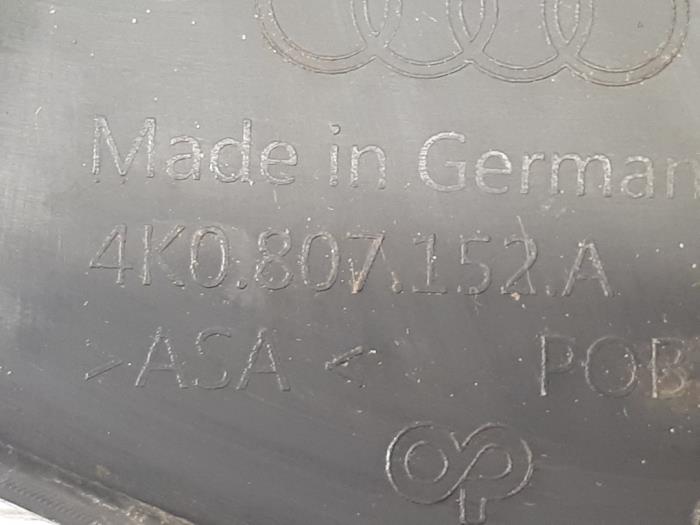 Made in German
4K0.807.152.A
>ASA< POB